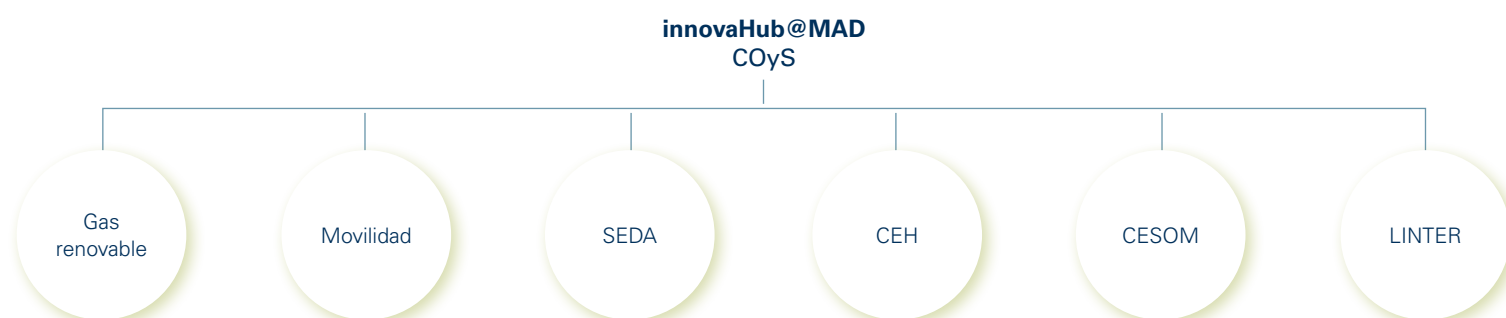 innovaHub@MAD
COyS
Gas
renovable
Movilidad
SEDA
CEH
CESOM
LINTER